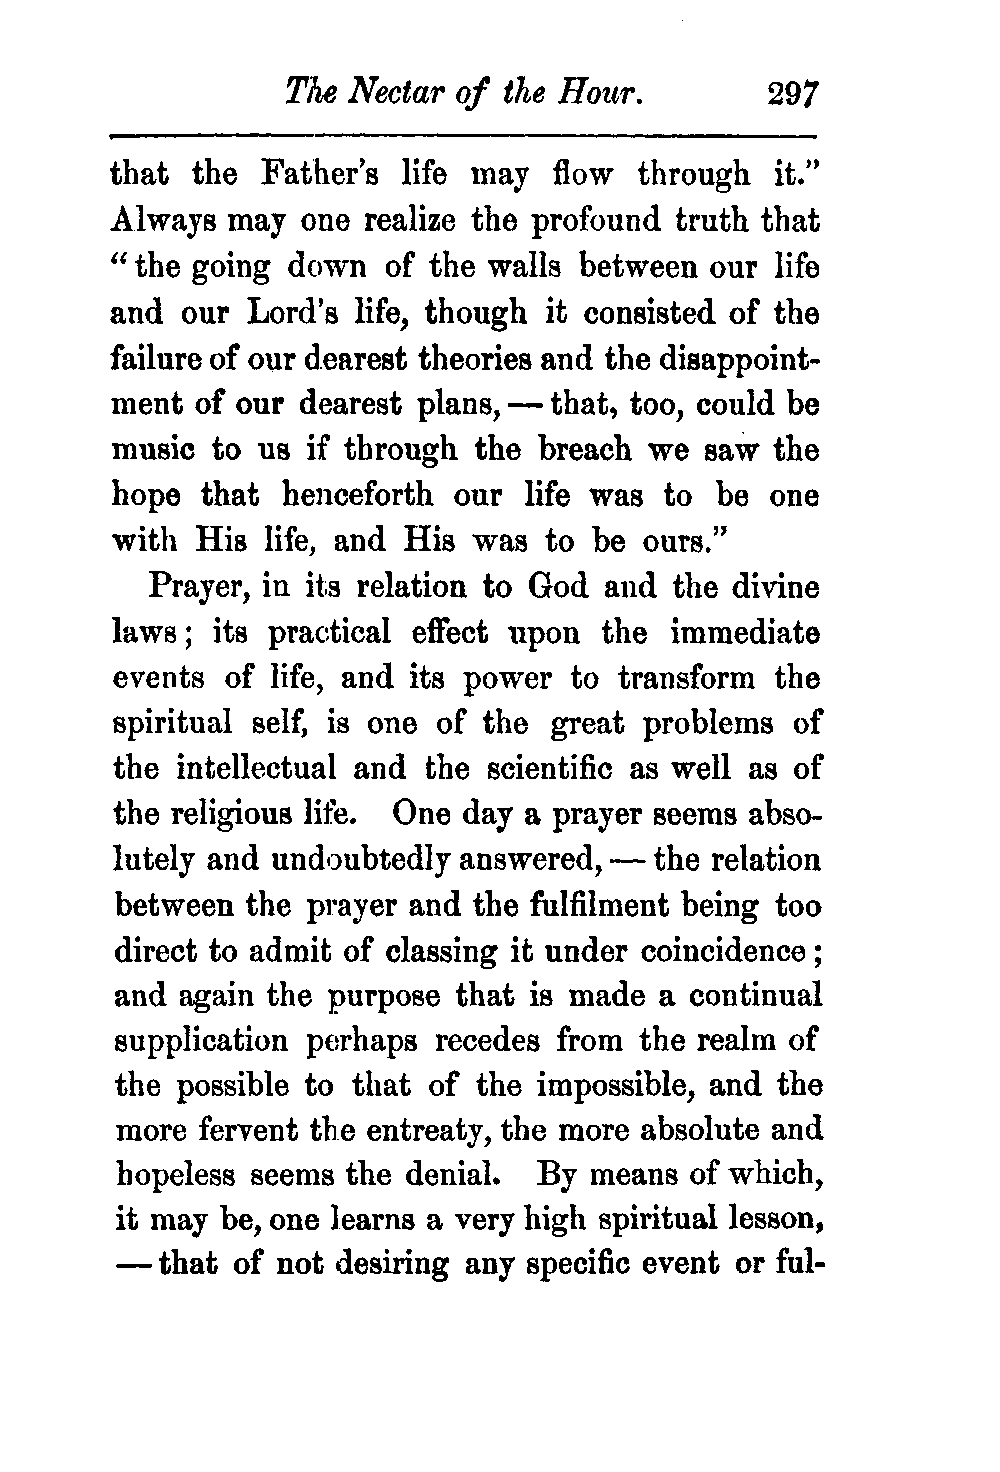 The Nectar of the Hour. 297
that the Father's life may flow through it."
Always may one realize the profound truth that
"the going down of the walls between our life
and our Lord's life, though it consisted of the
failure of our dearest theories and the disappoint-
ment of our dearest plans, — that, too, could be
music to us if through the breach we saw the
hope that henceforth our life was to be one
with His life, and His was to be ours."
Prayer, in its relation to God and the divine
laws; its practical effect upon the immediate
events of life, and its power to transform the
spiritual self, is one of the great problems of
the intellectual and the scientific as well as of
the religious life. One day a prayer seems abso-
lutely and undoubtedly answered, — the relation
between the prayer and the fulfilment being too
direct to admit of classing it under coincidence;
and again the purpose that is made a continual
supplication perhaps recedes from the realm of
the possible to that of the impossible, and the
more fervent the entreaty, the more absolute and
hopeless seems the denial. By means of which,
it may be, one learns a very high spiritual lesson,
— that of not desiring any specific event or ful-